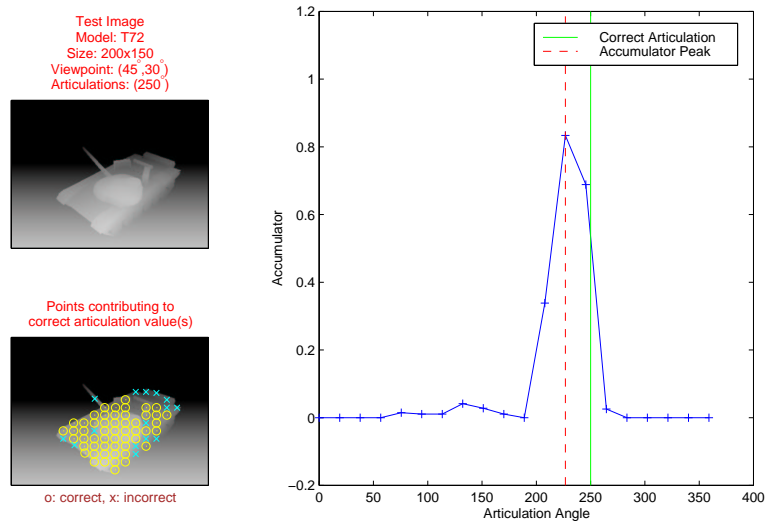 Test Image
Model: T72
Size: 200x150
Viewpoint: (45°,30°)
Articulations: (250°)
Points contributing to
correct articulation value(s)
o: correct, x: incorrect
Correct Articulation
Accumulator Peak
1.2
1
0.8
0.6
0.4
0.2
0
−0.2
Accumulator
0 50 100 150 200 250 300 350 400
Articulation Angle